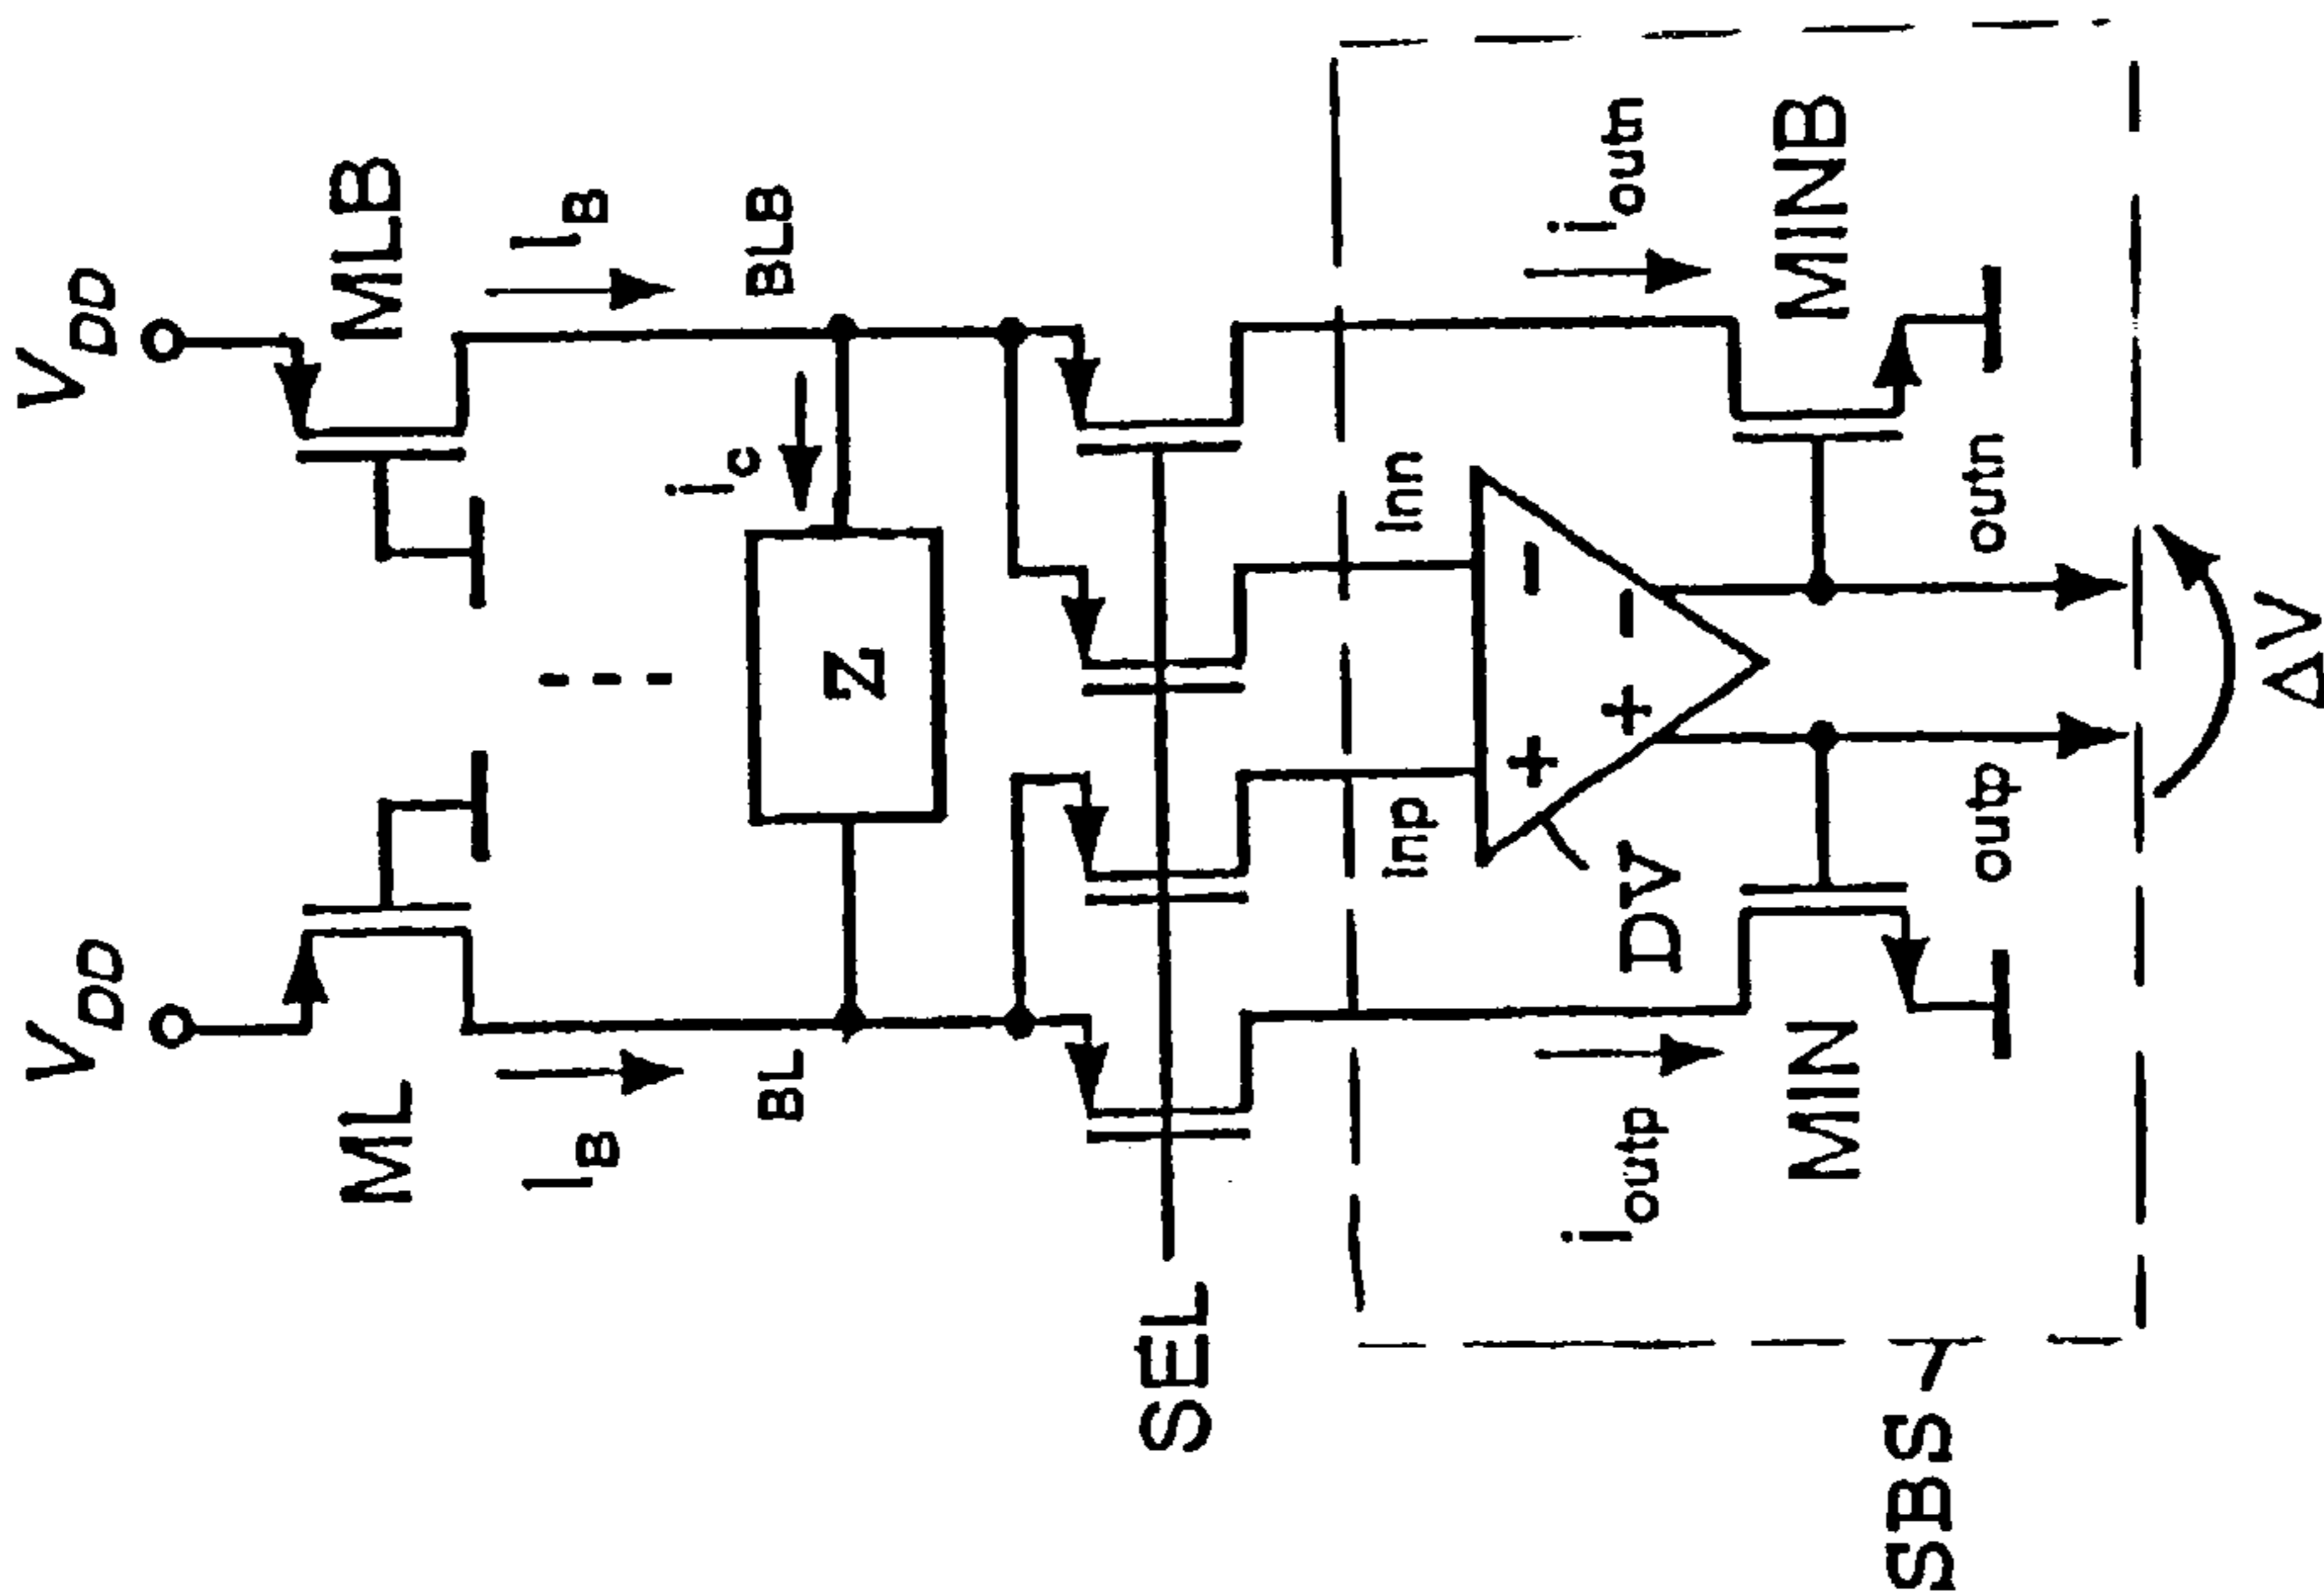 V_DD V_DD
ML MLB
I_B I_B
i_c
BL BLB
Z
SEL
inp inn
+ −
+ −
i_outp i_outn
DV
MIN MINB
SBS
outp outn
ΔV